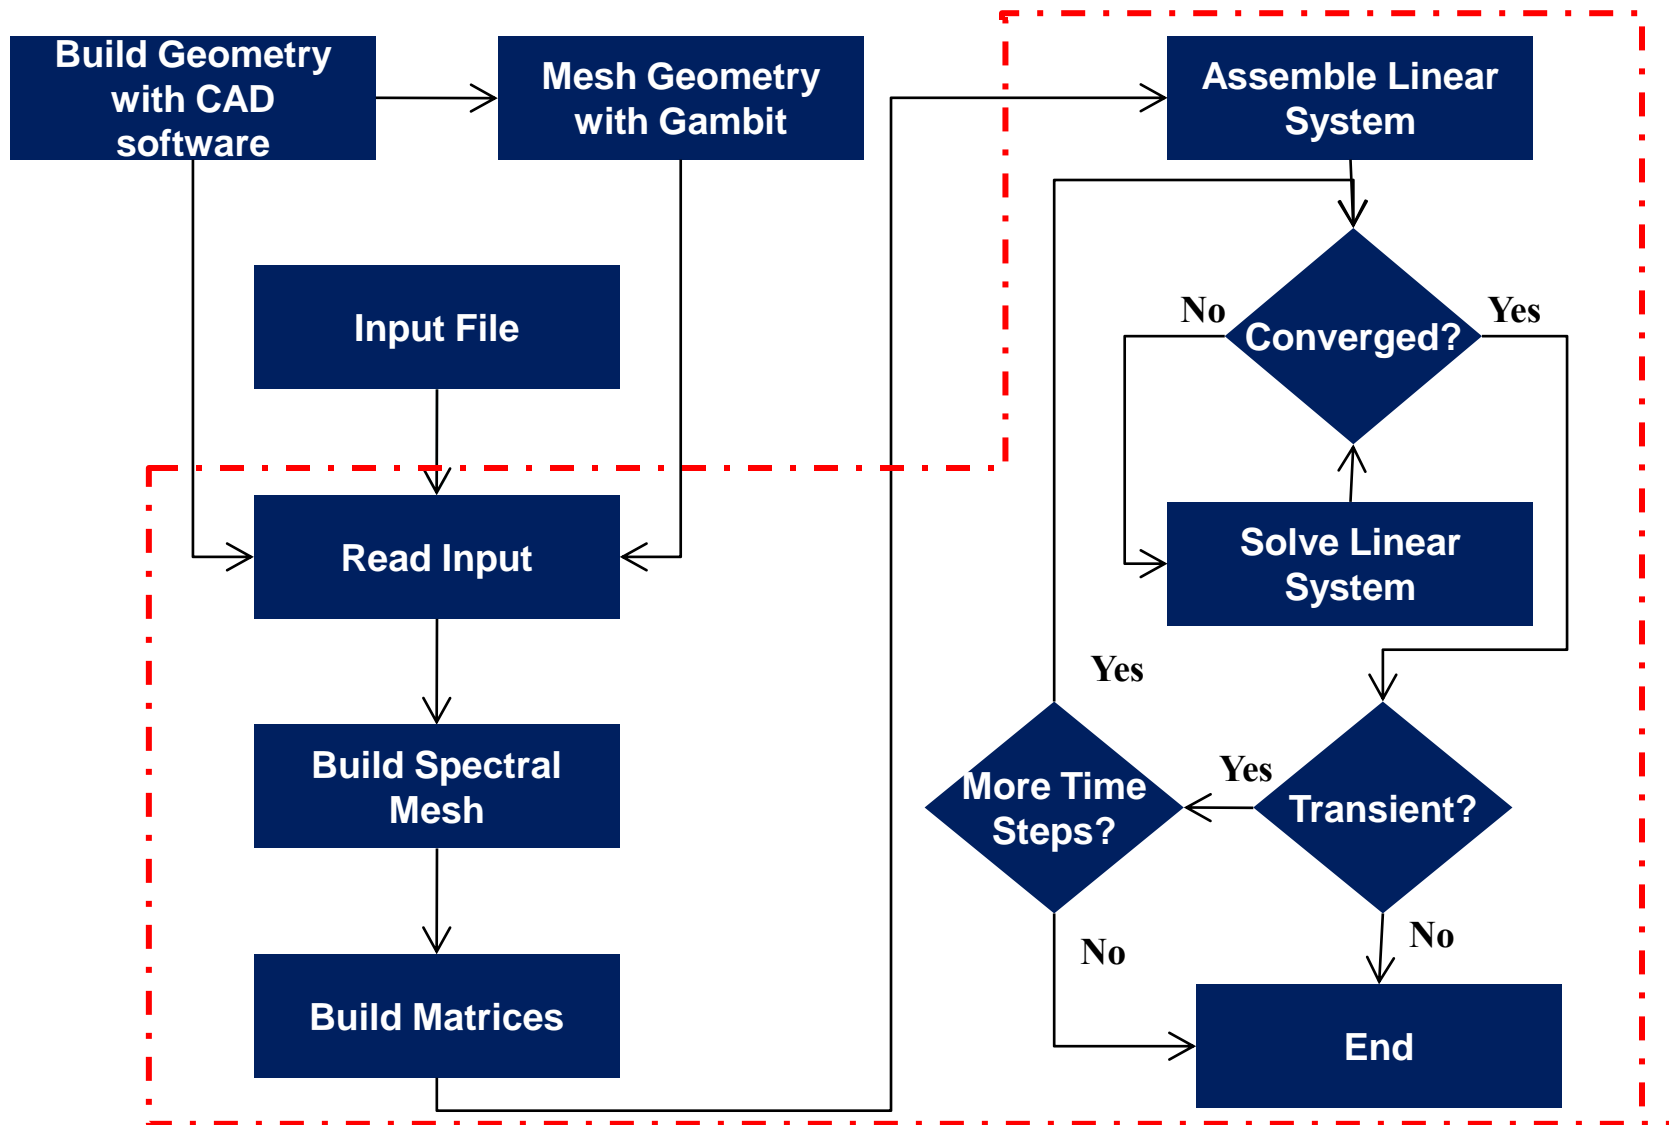 Build Geometry
with CAD
software
Mesh Geometry
with Gambit
Input File
Read Input
Build Spectral
Mesh
Build Matrices
Assemble Linear
System
No
Yes
Converged?
Solve Linear
System
Yes
More Time
Steps?
Yes
Transient?
No
No
End